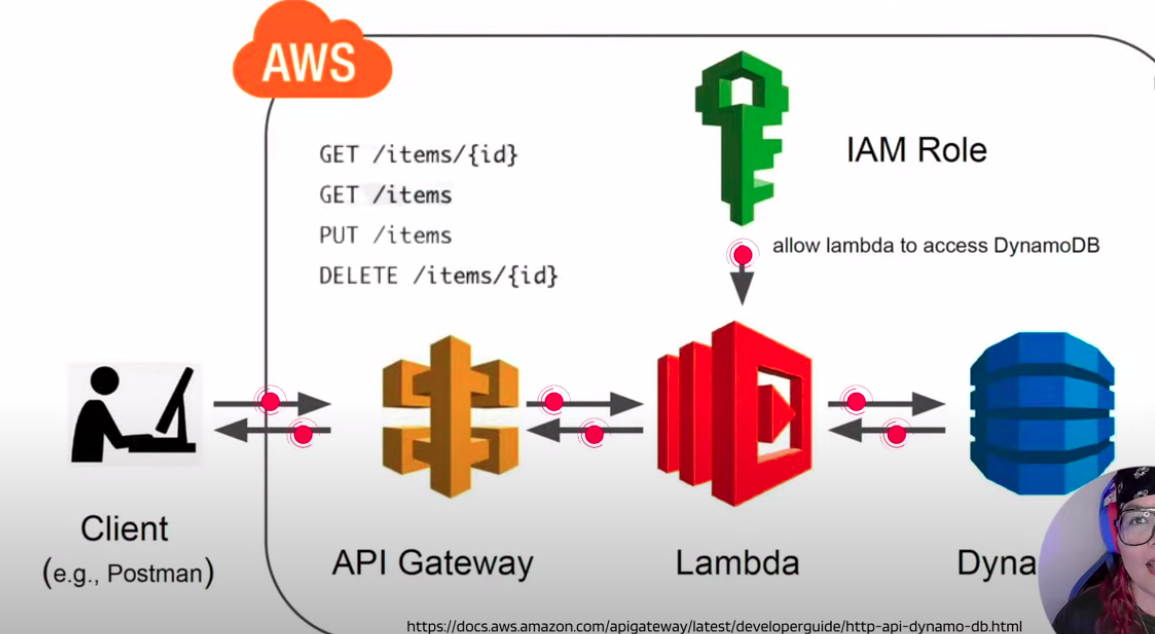 AWS
GET /items/{id}
GET /items
PUT /items
DELETE /items/{id}
IAM Role
allow lambda to access DynamoDB
Client
(e.g., Postman)
API Gateway
Lambda
Dyna
https://docs.aws.amazon.com/apigateway/latest/developerguide/http-api-dynamo-db.html